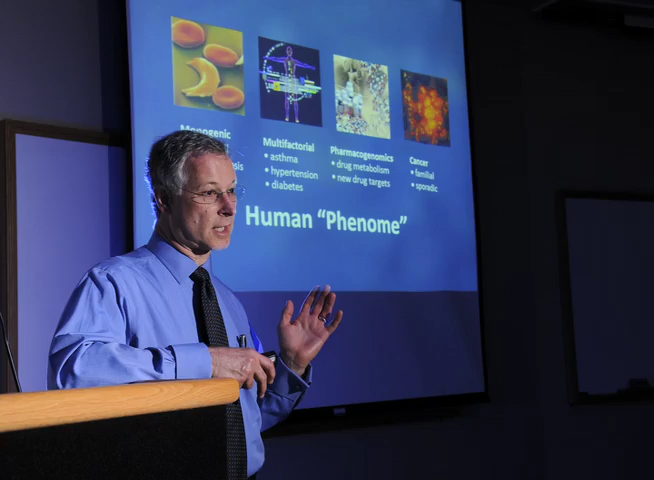 Monogenic
Multifactorial
• asthma
• hypertension
• diabetes
Pharmacogenomics
• drug metabolism
• new drug targets
Cancer
• familial
• sporadic
Human “Phenome”